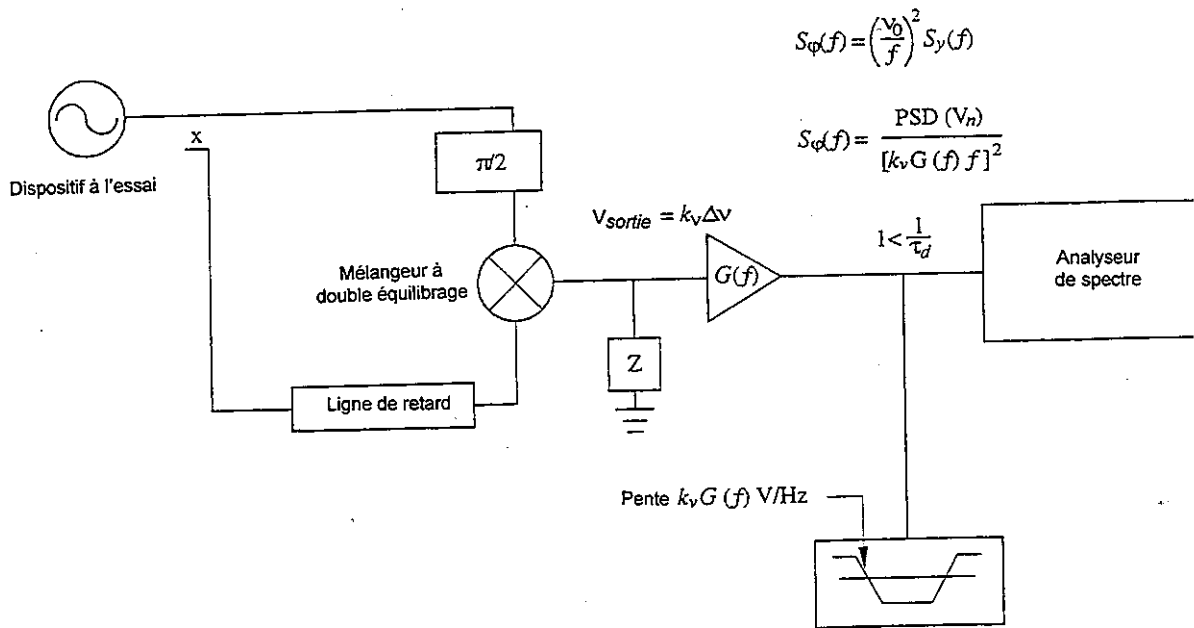 Sφ(f) = (ν0/f)² Sy(f)
Sφ(f) = PSD (Vn) / [kν G (f) f]²
x
π/2
Dispositif à l'essai
Vsortie = kνΔν
1 < 1/τd
Mélangeur à
double équilibrage
G(f)
Analyseur
de spectre
Z
Ligne de retard
Pente kνG (f) V/Hz